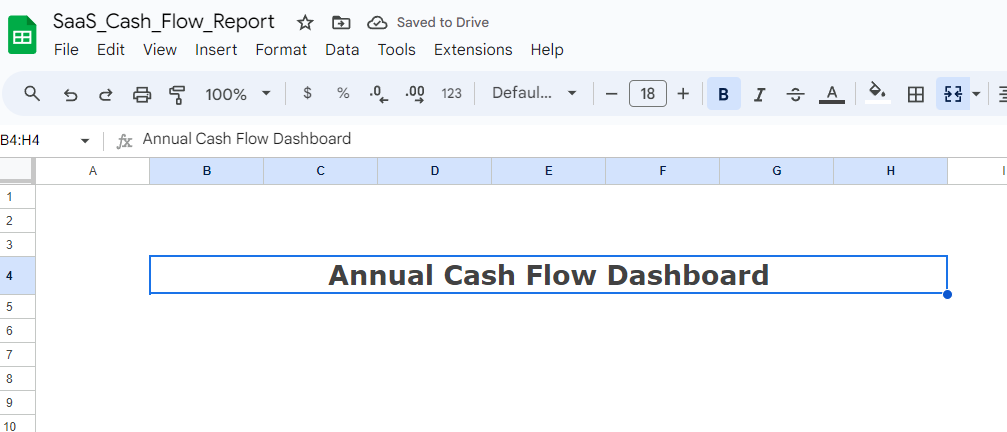 SaaS_Cash_Flow_Report Saved to Drive
File Edit View Insert Format Data Tools Extensions Help
100% $ % .0 .00 123 Defaul... − 18 + B I S A
B4:H4 fx Annual Cash Flow Dashboard
A B C D E F G H I
1
2
3
4 Annual Cash Flow Dashboard
5
6
7
8
9
10